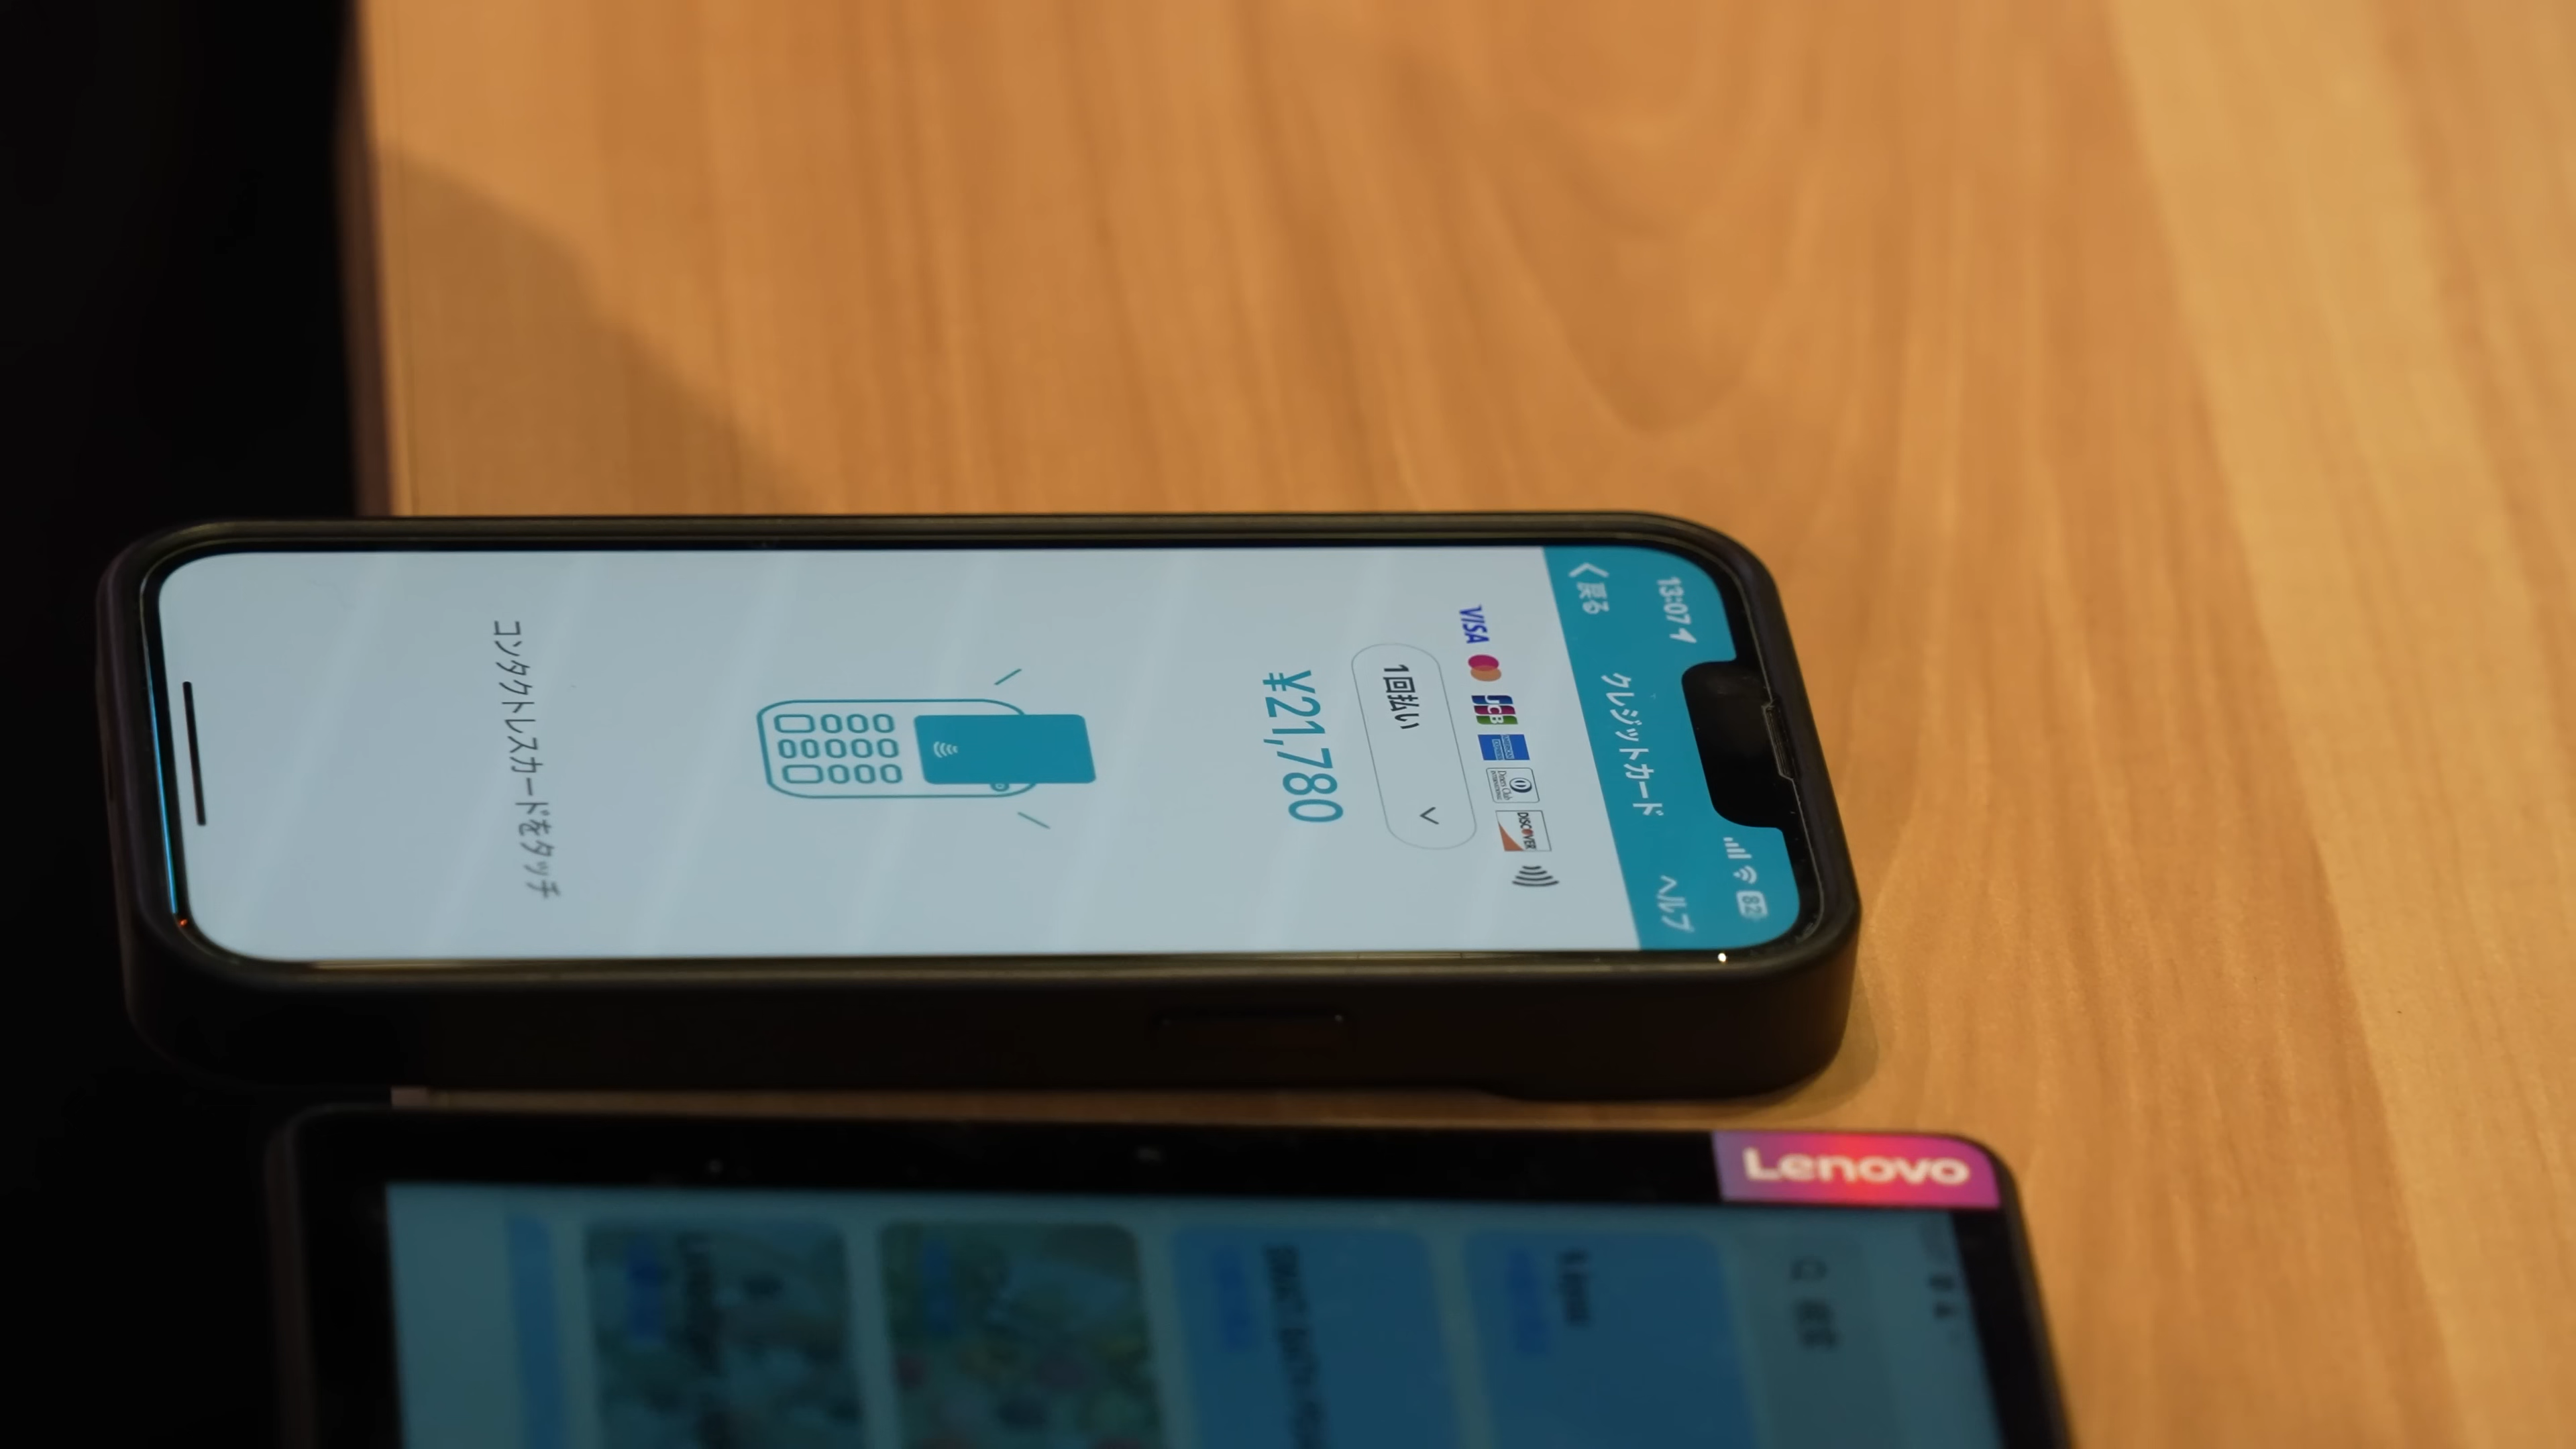 13:07
82
戻る
クレジットカード
ヘルプ
VISA
JCB
DISCOVER
1回払い
¥21,780
コンタクトレスカードをタッチ
Lenovo